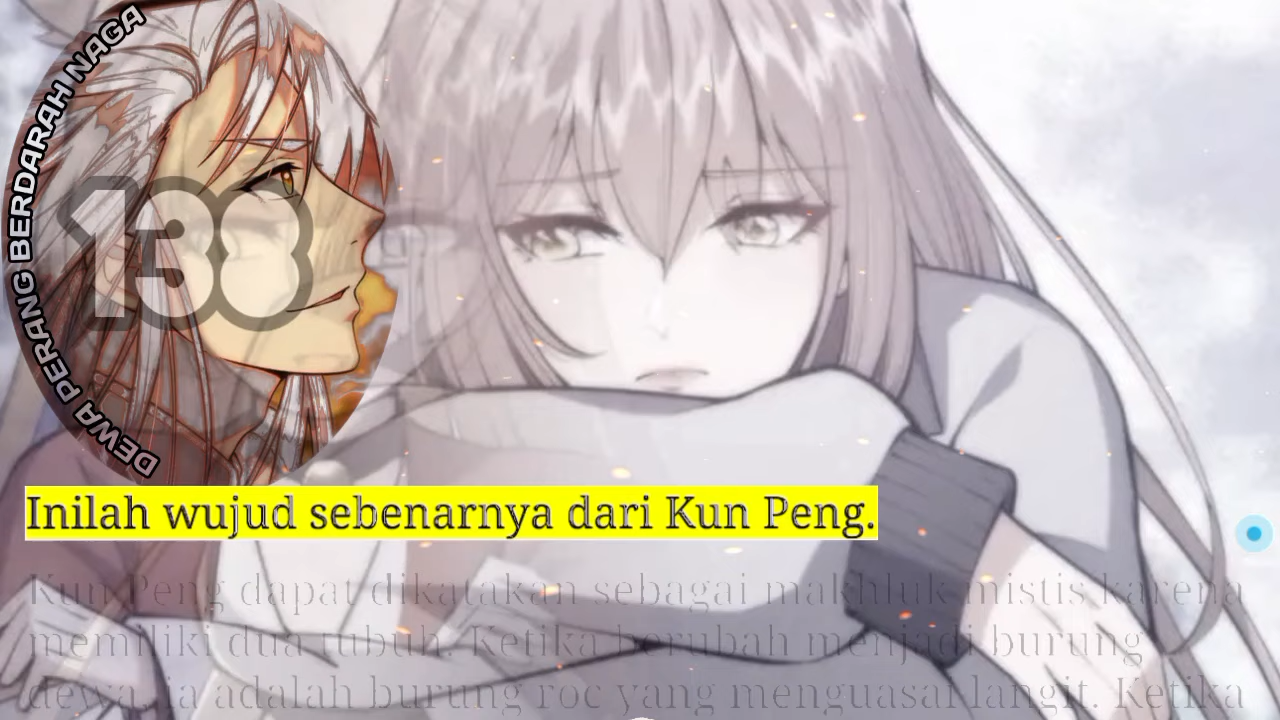 DEWA PERANG BERDARAH NAGA
138
Inilah wujud sebenarnya dari Kun Peng.
Kun Peng dapat dikatakan sebagai makhluk mistis karena
memiliki dua tubuh. Ketika berubah menjadi burung
dewa, ia adalah burung roc yang menguasai langit. Ketika